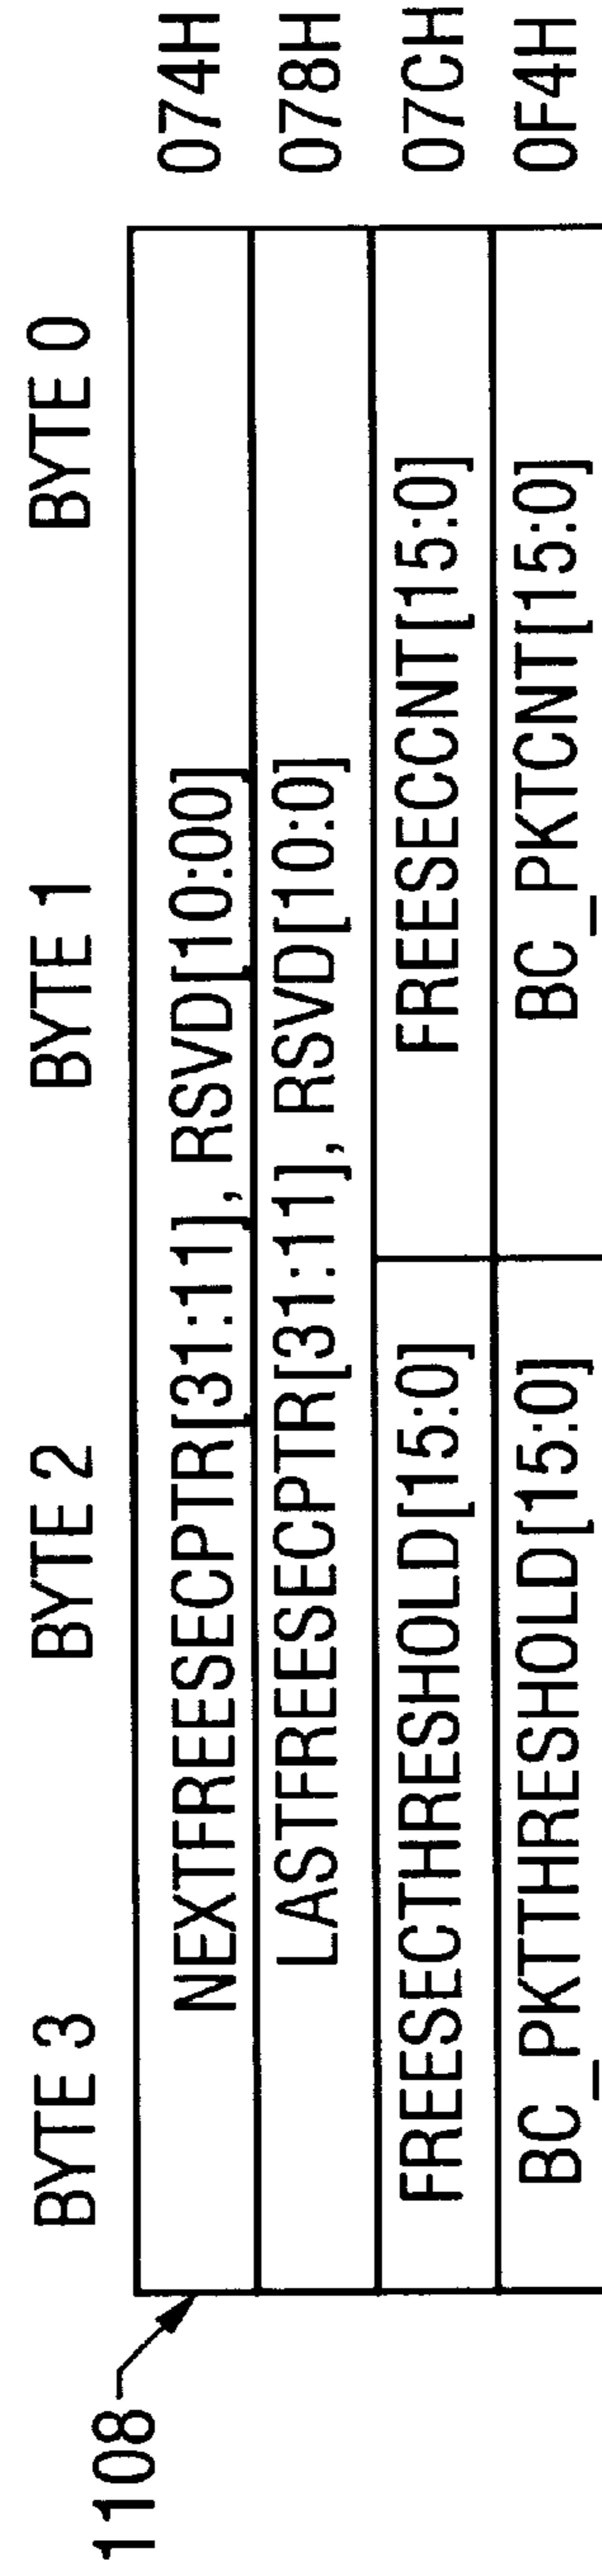 BYTE 3 BYTE 2 BYTE 1 BYTE 0
1108
NEXTFREESECPTR[31:11], RSVD[10:00] 074H
LASTFREESECPTR[31:11], RSVD[10:0] 078H
FREESECTHRESHOLD[15:0] FREESECCNT[15:0] 07CH
BC_PKTTHRESHOLD[15:0] BC_PKTCNT[15:0] 0F4H